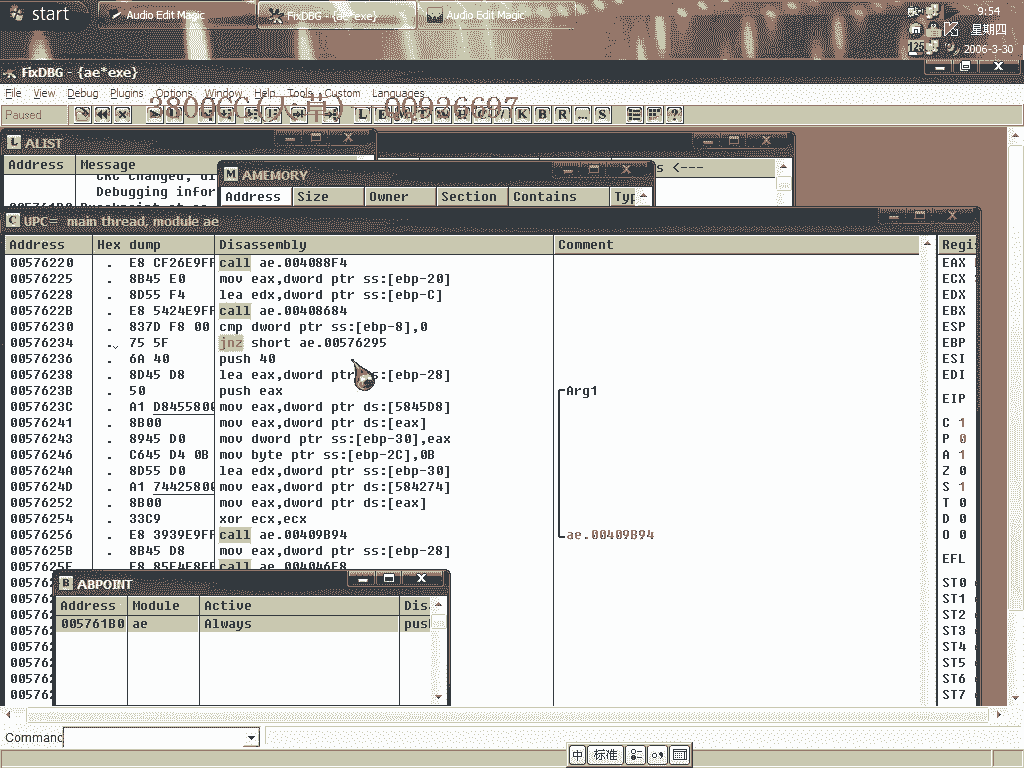 start
Audio Edit Magic
FixDBG - {ae*exe}
Audio Edit Magic
9:54
星期四
2006-3-30
FixDBG - {ae*exe}
File View Debug Plugins Options Window Help Tools Custom Languages
3800CC(天草) 00936697
Paused
K B R ... S
L ALIST
Address Message
CRC changed, di
Debugging infor
<---
M AMEMORY
Address Size Owner Section Contains Typ
C UPC= main thread, module ae
Address Hex dump Disassembly Comment Regis
00576220 . E8 CF26E9FF call ae.004088F4
00576225 . 8B45 E0 mov eax,dword ptr ss:[ebp-20]
00576228 . 8D55 F4 lea edx,dword ptr ss:[ebp-C]
0057622B . E8 5424E9FF call ae.00408684
00576230 . 837D F8 00 cmp dword ptr ss:[ebp-8],0
00576234 . 75 5F jnz short ae.00576295
00576236 . 6A 40 push 40
00576238 . 8D45 D8 lea eax,dword ptr ss:[ebp-28]
0057623B . 50 push eax Arg1
0057623C . A1 D8455800 mov eax,dword ptr ds:[5845D8]
00576241 . 8B00 mov eax,dword ptr ds:[eax]
00576243 . 8945 D0 mov dword ptr ss:[ebp-30],eax
00576246 . C645 D4 0B mov byte ptr ss:[ebp-2C],0B
0057624A . 8D55 D0 lea edx,dword ptr ss:[ebp-30]
0057624D . A1 74425800 mov eax,dword ptr ds:[584274]
00576252 . 8B00 mov eax,dword ptr ds:[eax]
00576254 . 33C9 xor ecx,ecx
00576256 . E8 3939E9FF call ae.00409B94 ae.00409B94
0057625B . 8B45 D8 mov eax,dword ptr ss:[ebp-28]
0057625E . E8 85E4E8FF call ae.004046E8
EAX
ECX
EDX
EBX
ESP
EBP
ESI
EDI
EIP
C 1
P 0
A 1
Z 0
S 1
T 0
D 0
O 0
EFL
ST0
ST1
ST2
ST3
ST4
ST5
ST6
ST7
B ABPOINT
Address Module Active Dis
005761B0 ae Always pus
Command
中 标准